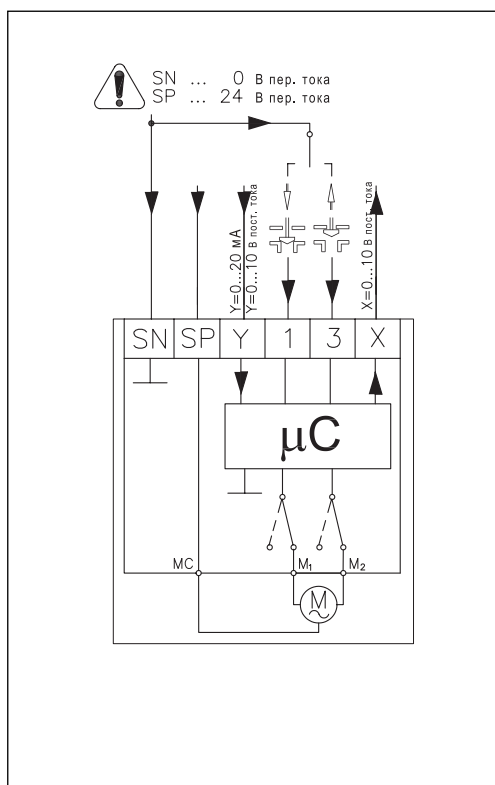 SN ... 0 В пер. тока
SP ... 24 В пер. тока
Y=0...20 мА
Y=0...10 В пост. тока
X=0...10 В пост. тока
SN SP Y 1 3 X
μC
MC M₁ M₂
M